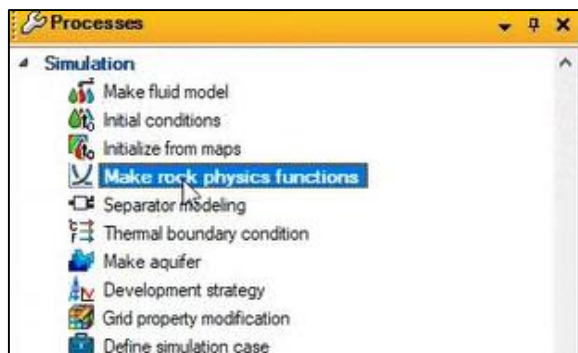 Processes
Simulation
Make fluid model
Initial conditions
Initialize from maps
Make rock physics functions
Separator modeling
Thermal boundary condition
Make aquifer
Development strategy
Grid property modification
Define simulation case